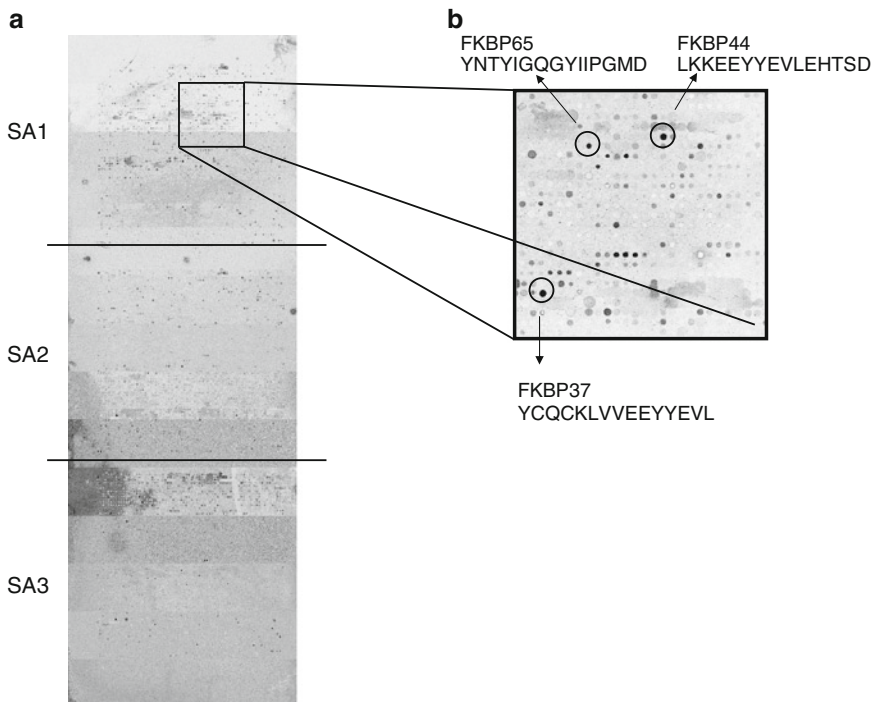 a
SA1
SA2
SA3
b
FKBP65
YNTYIGQGYIIPGMD
FKBP44
LKKEEYYEVLEHTSD
FKBP37
YCQCKLVVEEYYEVL